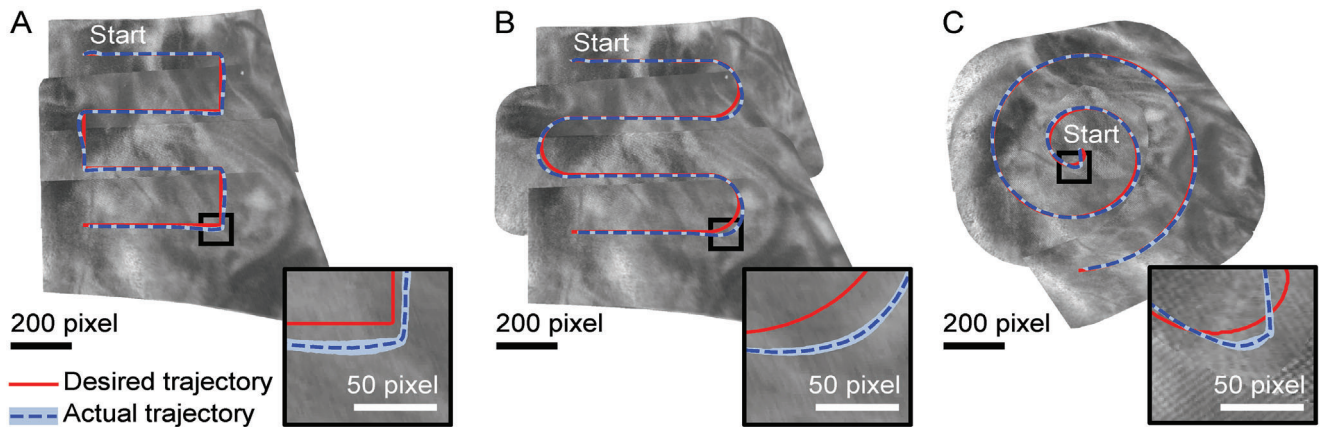 A
Start
200 pixel
50 pixel
Desired trajectory
Actual trajectory
B
Start
200 pixel
50 pixel
C
Start
200 pixel
50 pixel